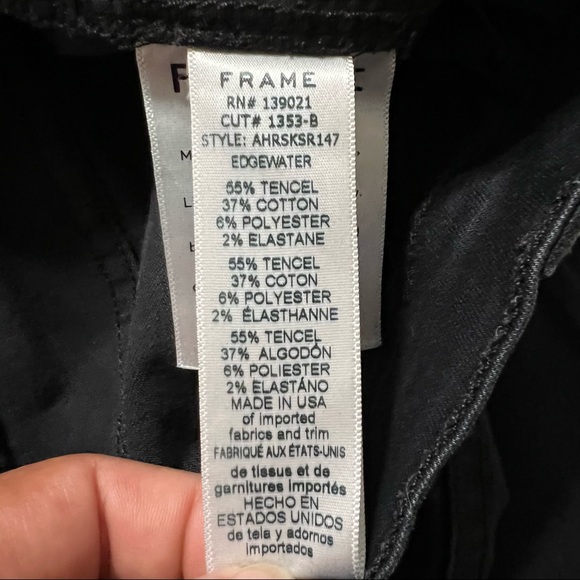 FRAME
RN# 139021
CUT# 1353-B
STYLE: AHRSKSR147
EDGEWATER
55% TENCEL
37% COTTON
6% POLYESTER
2% ELASTANE
55% TENCEL
37% COTON
6% POLYESTER
2% ÉLASTHANNE
55% TENCEL
37% ALGODÓN
6% POLIESTER
2% ELASTÁNO
MADE IN USA
of imported
fabrics and trim
FABRIQUÉ AUX ÉTATS-UNIS
de tissus et de
garnitures importés
HECHO EN
ESTADOS UNIDOS
de tela y adornos
importados